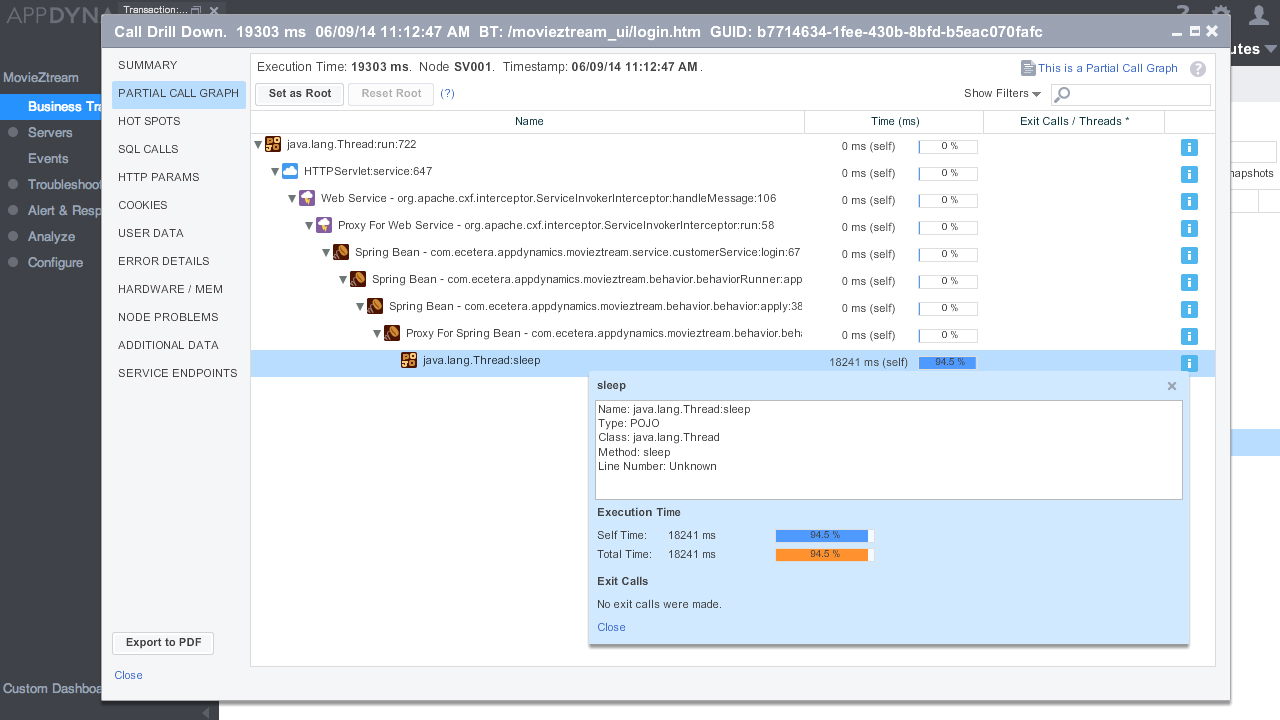 APPDYNA
Transaction:...
Call Drill Down. 19303 ms 06/09/14 11:12:47 AM BT: /movieztream_ui/login.htm GUID: b7714634-1fee-430b-8bfd-b5eac070fafc
utes
MovieZtream
Business Tra
Servers
Events
Troubleshoot
Alert & Resp
Analyze
Configure
Custom Dashboa
SUMMARY
PARTIAL CALL GRAPH
HOT SPOTS
SQL CALLS
HTTP PARAMS
COOKIES
USER DATA
ERROR DETAILS
HARDWARE / MEM
NODE PROBLEMS
ADDITIONAL DATA
SERVICE ENDPOINTS
Export to PDF
Close
Execution Time: 19303 ms. Node SV001. Timestamp: 06/09/14 11:12:47 AM.
This is a Partial Call Graph ?
Set as Root Reset Root (?)
Show Filters
Name Time (ms) Exit Calls / Threads *
java.lang.Thread:run:722 0 ms (self) 0 %
HTTPServlet:service:647 0 ms (self) 0 %
Web Service - org.apache.cxf.interceptor.ServiceInvokerInterceptor:handleMessage:106 0 ms (self) 0 %
Proxy For Web Service - org.apache.cxf.interceptor.ServiceInvokerInterceptor:run:58 0 ms (self) 0 %
Spring Bean - com.ecetera.appdynamics.movieztream.service.customerService:login:67 0 ms (self) 0 %
Spring Bean - com.ecetera.appdynamics.movieztream.behavior.behaviorRunner:app 0 ms (self) 0 %
Spring Bean - com.ecetera.appdynamics.movieztream.behavior.behavior:apply:38 0 ms (self) 0 %
Proxy For Spring Bean - com.ecetera.appdynamics.movieztream.behavior.beha 0 ms (self) 0 %
java.lang.Thread:sleep 18241 ms (self) 94.5 %
sleep
Name: java.lang.Thread:sleep
Type: POJO
Class: java.lang.Thread
Method: sleep
Line Number: Unknown
Execution Time
Self Time: 18241 ms 94.5 %
Total Time: 18241 ms 94.5 %
Exit Calls
No exit calls were made.
Close
napshots